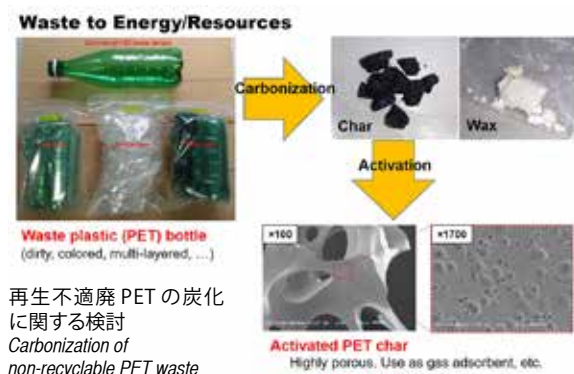 Waste to Energy/Resources
Carbonization
Char
Wax
Activation
Waste plastic (PET) bottle
(dirty, colored, multi-layered, …)
×100
×1700
再生不適廃 PET の炭化
に関する検討
Carbonization of
non-recyclable PET waste
Activated PET char
Highly porous. Use as gas adsorbent, etc.